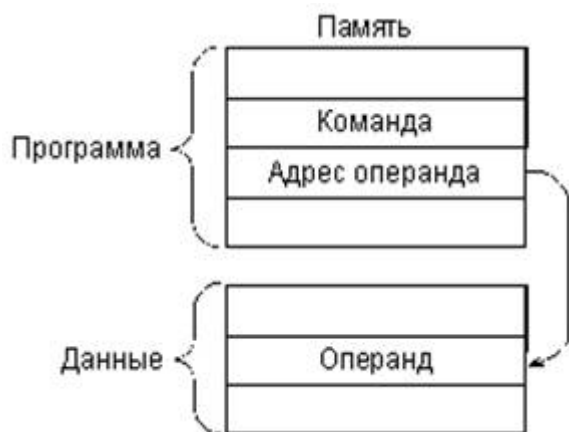 Память
Команда
Программа
Адрес операнда
Данные
Операнд